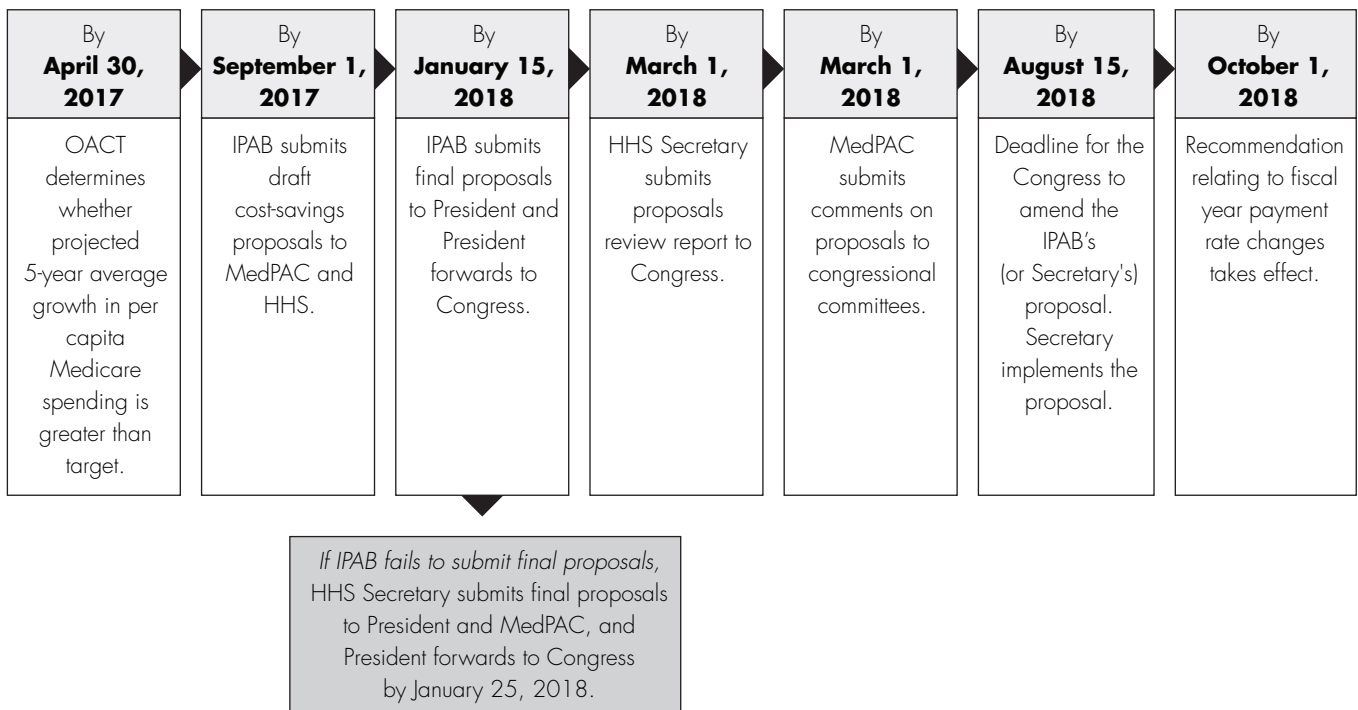 By
April 30,
2017
OACT
determines
whether
projected
5-year average
growth in per
capita
Medicare
spending is
greater than
target.
By
September 1,
2017
IPAB submits
draft
cost-savings
proposals to
MedPAC and
HHS.
By
January 15,
2018
IPAB submits
final proposals
to President and
President
forwards to
Congress.
By
March 1,
2018
HHS Secretary
submits
proposals
review report to
Congress.
By
March 1,
2018
MedPAC
submits
comments on
proposals to
congressional
committees.
By
August 15,
2018
Deadline for the
Congress to
amend the
IPAB’s
(or Secretary's)
proposal.
Secretary
implements the
proposal.
By
October 1,
2018
Recommendation
relating to fiscal
year payment
rate changes
takes effect.
If IPAB fails to submit final proposals,
HHS Secretary submits final proposals
to President and MedPAC, and
President forwards to Congress
by January 25, 2018.